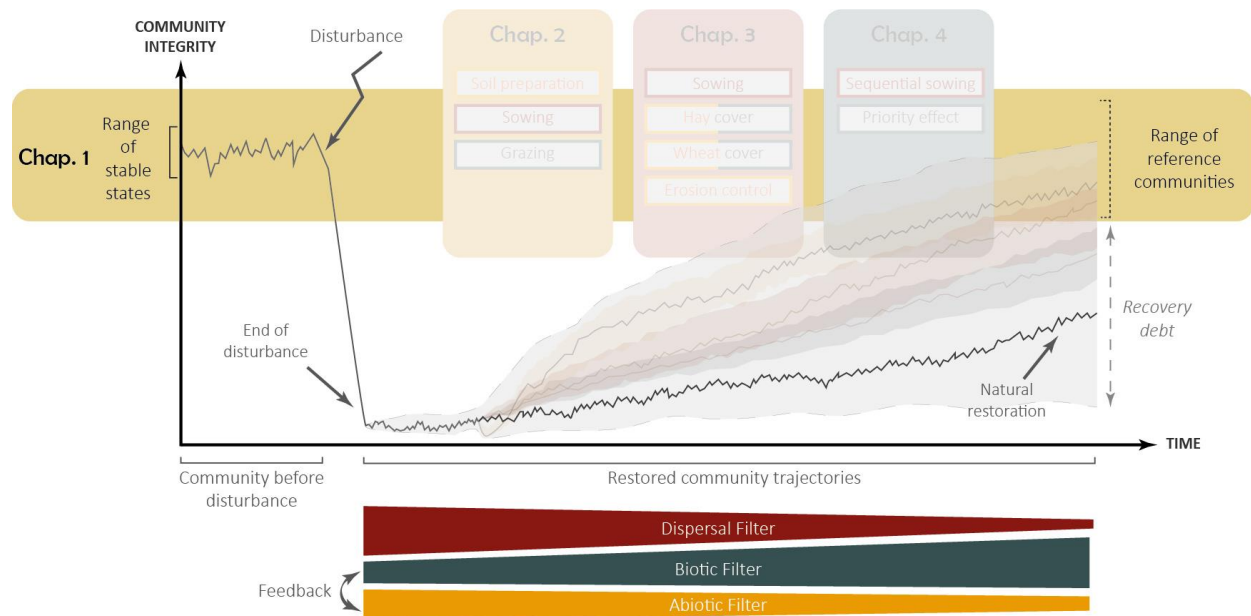 COMMUNITY
INTEGRITY
Disturbance
Chap. 2
Chap. 3
Chap. 4
Soil preparation
Sowing
Grazing
Sowing
Hay cover
Wheat cover
Erosion control
Sequential sowing
Priority effect
Chap. 1
Range
of
stable
states
Range of
reference
communities
End of
disturbance
Recovery
debt
Natural
restoration
TIME
Community before
disturbance
Restored community trajectories
Dispersal Filter
Biotic Filter
Feedback
Abiotic Filter